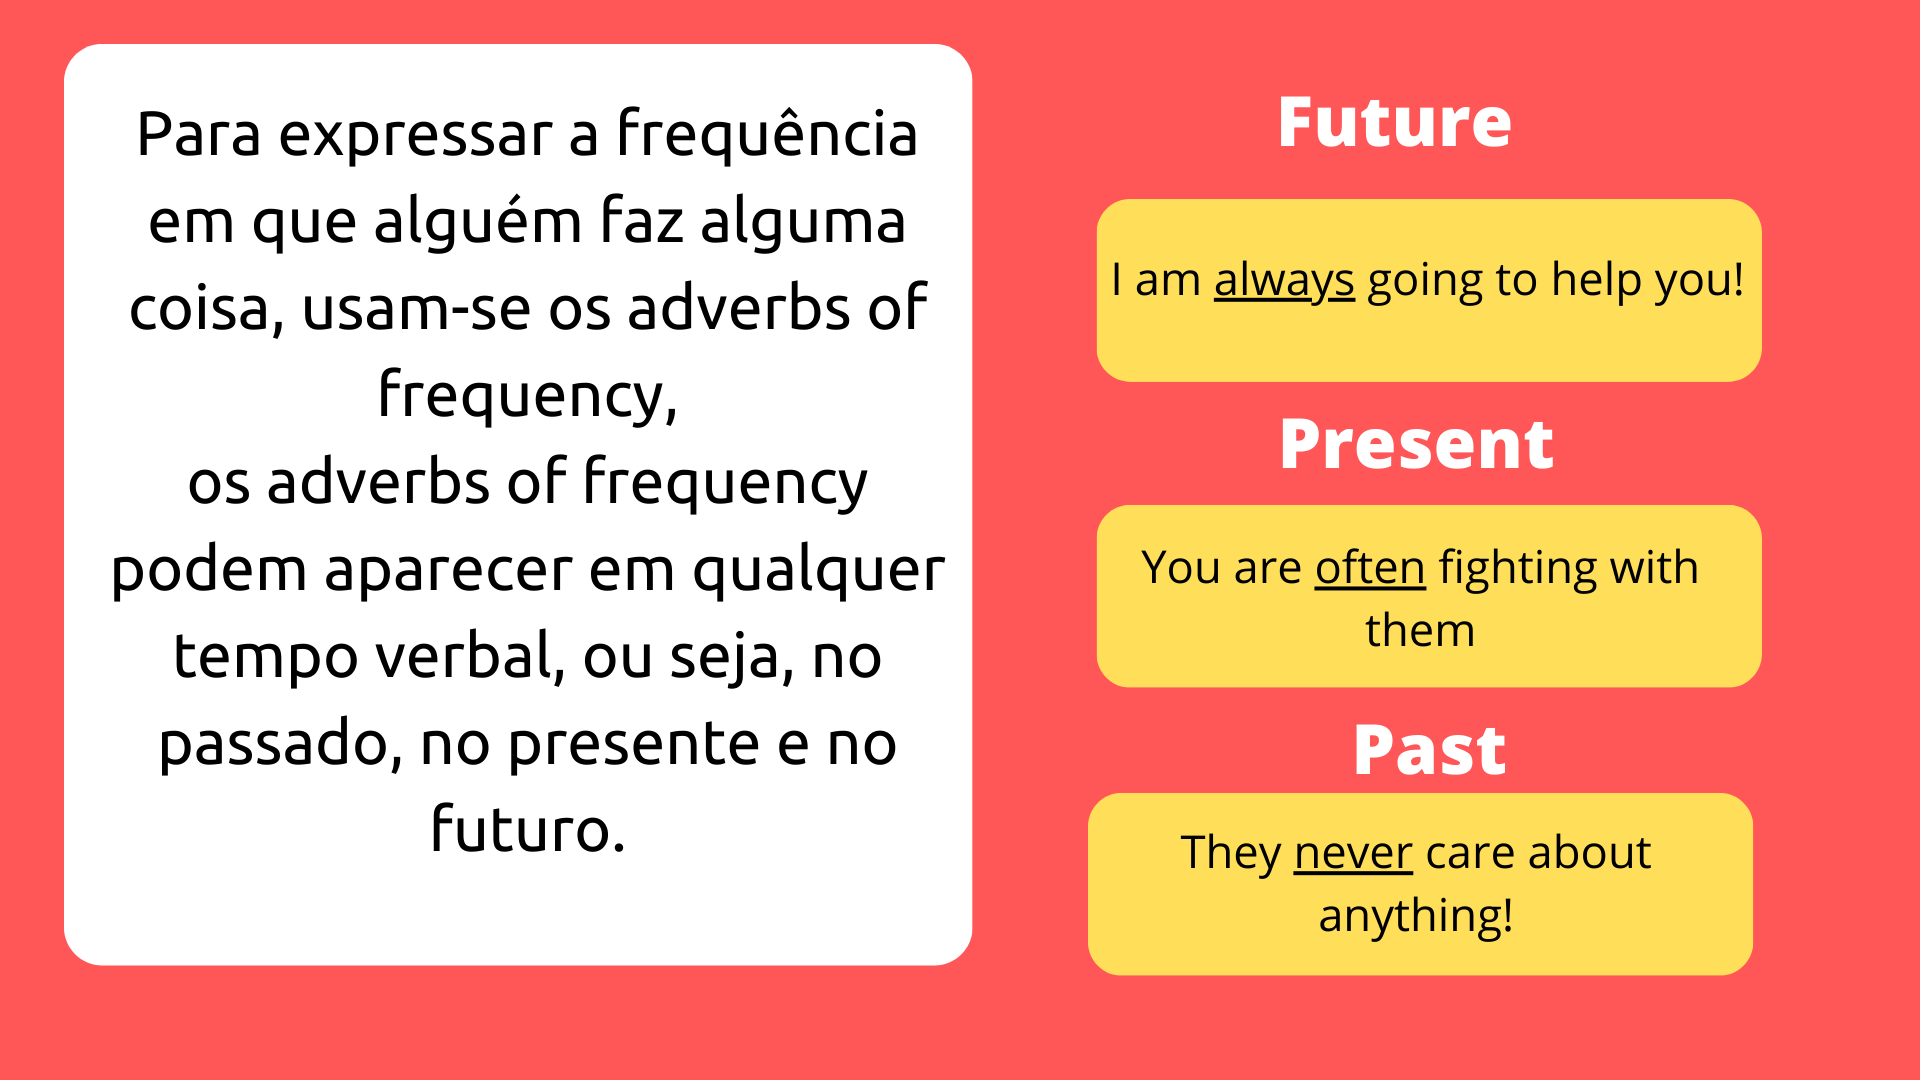 Para expressar a frequência
em que alguém faz alguma
coisa, usam-se os adverbs of
frequency,
os adverbs of frequency
podem aparecer em qualquer
tempo verbal, ou seja, no
passado, no presente e no
futuro.
Future
I am always going to help you!
Present
You are often fighting with
them
Past
They never care about
anything!